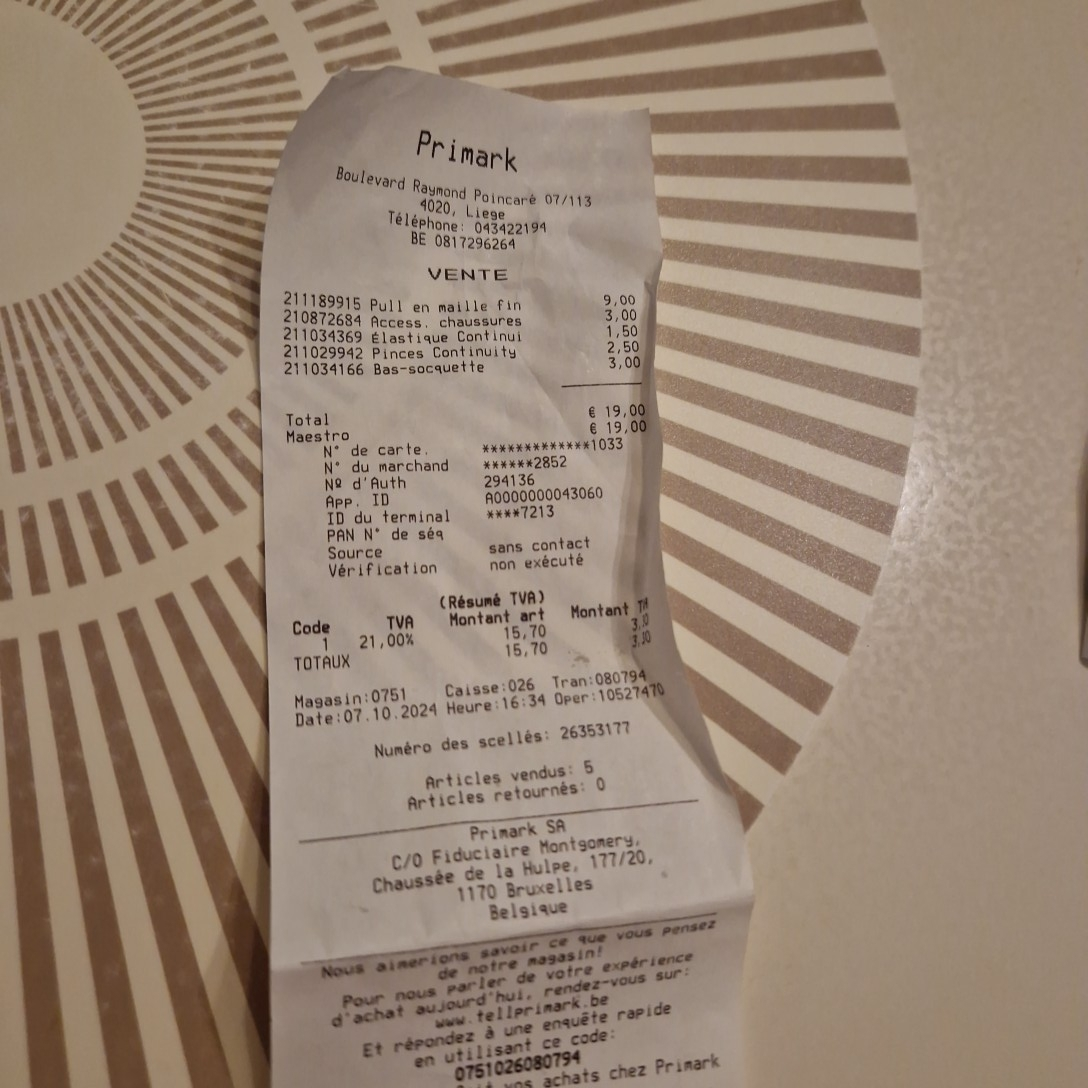 Primark
Boulevard Raymond Poincaré 07/113
4020, Liege
Téléphone: 043422194
BE 0817296264
VENTE
211189915 Pull en maille fin 9,00
210872684 Access. chaussures 3,00
211034369 Élastique Continui 1,50
211029942 Pinces Continuity 2,50
211034166 Bas-socquette 3,00
Total € 19,00
Maestro € 19,00
N° de carte. *************1033
N° du marchand ******2852
Nº d'Auth 294136
App. ID A0000000043060
ID du terminal ****7213
PAN N° de séq
Source sans contact
Vérification non exécuté
(Résumé TVA)
Code TVA Montant art Montant
1 21,00% 15,70 3,30
TOTAUX 15,70 3,30
Magasin:0751 Caisse:026 Tran:080794
Date:07.10.2024 Heure:16:34 Oper:10527470
Numéro des scellés: 26353177
Articles vendus: 5
Articles retournés: 0
Primark SA
C/O Fiduciaire Montgomery,
Chaussée de la Hulpe, 177/20,
1170 Bruxelles
Belgique
Nous aimerions savoir ce que vous pensez
de notre magasin!
Pour nous parler de votre expérience
d'achat aujourd'hui, rendez-vous sur:
www.tellprimark.be
Et répondez à une enquête rapide
en utilisant ce code:
0751026080794
vos achats chez Primark